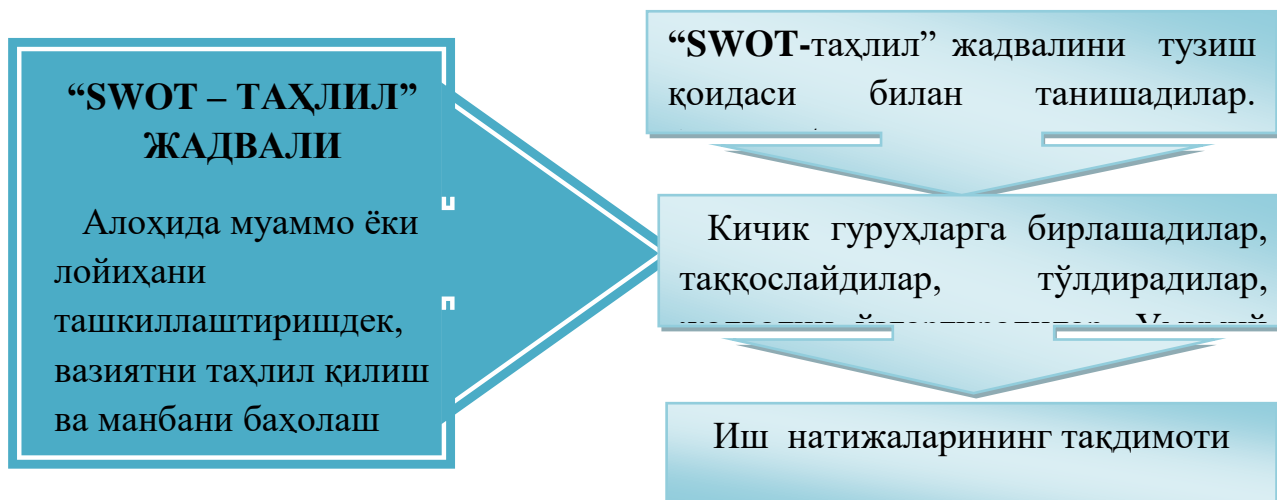 “SWOT – ТАҲЛИЛ”
ЖАДВАЛИ
Алоҳида муаммо ёки
лойиҳани
ташкиллаштиришдек,
вазиятни таҳлил қилиш
ва манбани баҳолаш
“SWOT-таҳлил” жадвалини тузиш
қоидаси билан танишадилар.
Кичик гуруҳларга бирлашадилар,
таққослайдилар, тўлдирадилар,
Иш натижаларининг тақдимоти